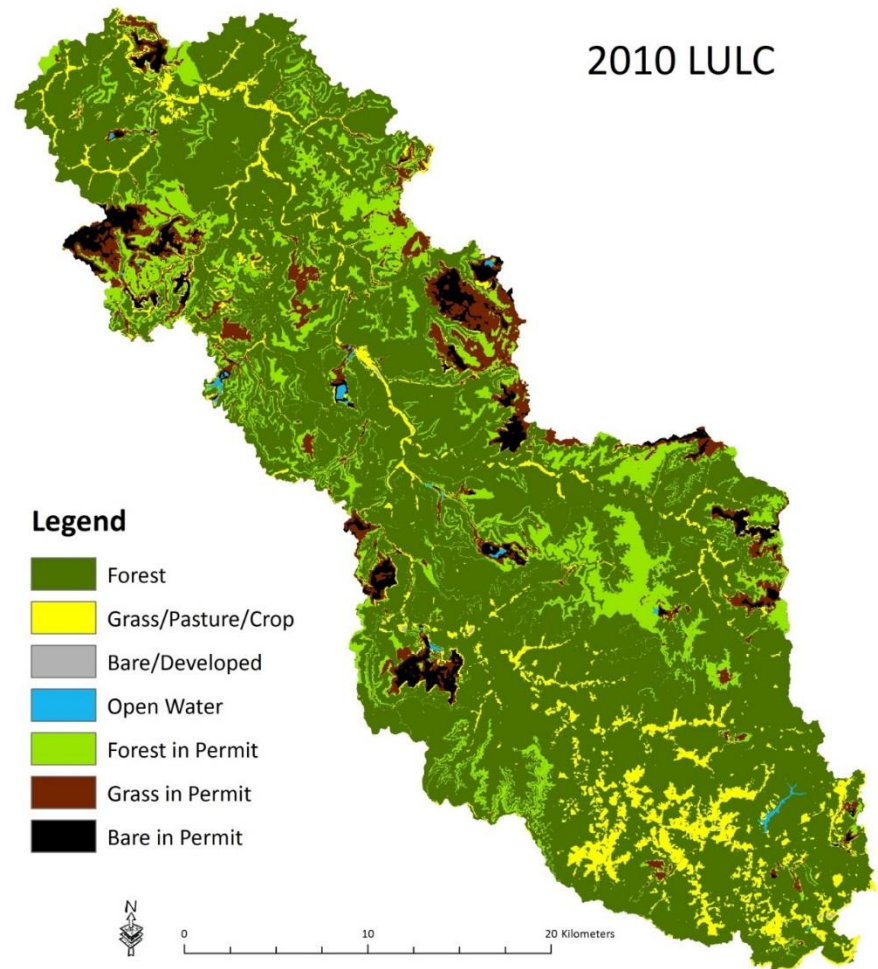 2010 LULC
Legend
Forest
Grass/Pasture/Crop
Bare/Developed
Open Water
Forest in Permit
Grass in Permit
Bare in Permit
N
0 10 20 Kilometers